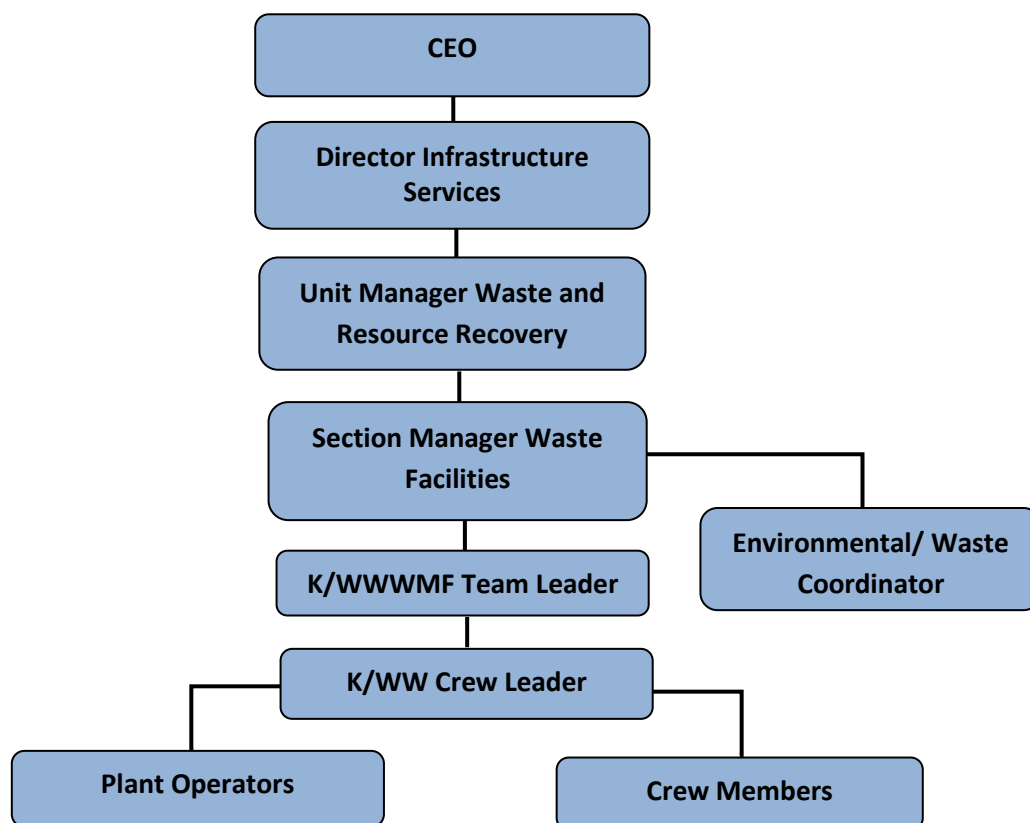 CEO
Director Infrastructure
Services
Unit Manager Waste and
Resource Recovery
Section Manager Waste
Facilities
Environmental/ Waste
Coordinator
K/WWWMF Team Leader
K/WW Crew Leader
Plant Operators
Crew Members